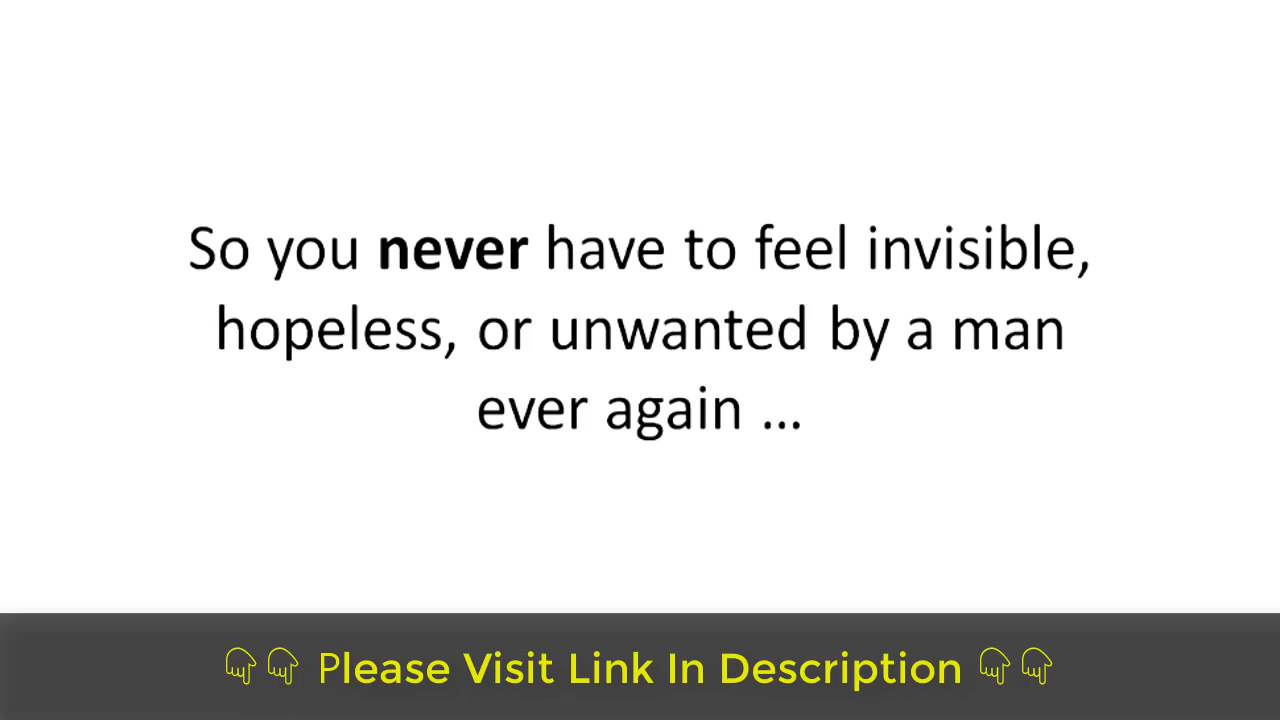 So you never have to feel invisible,
hopeless, or unwanted by a man
ever again ...
👇👇 Please Visit Link In Description 👇👇